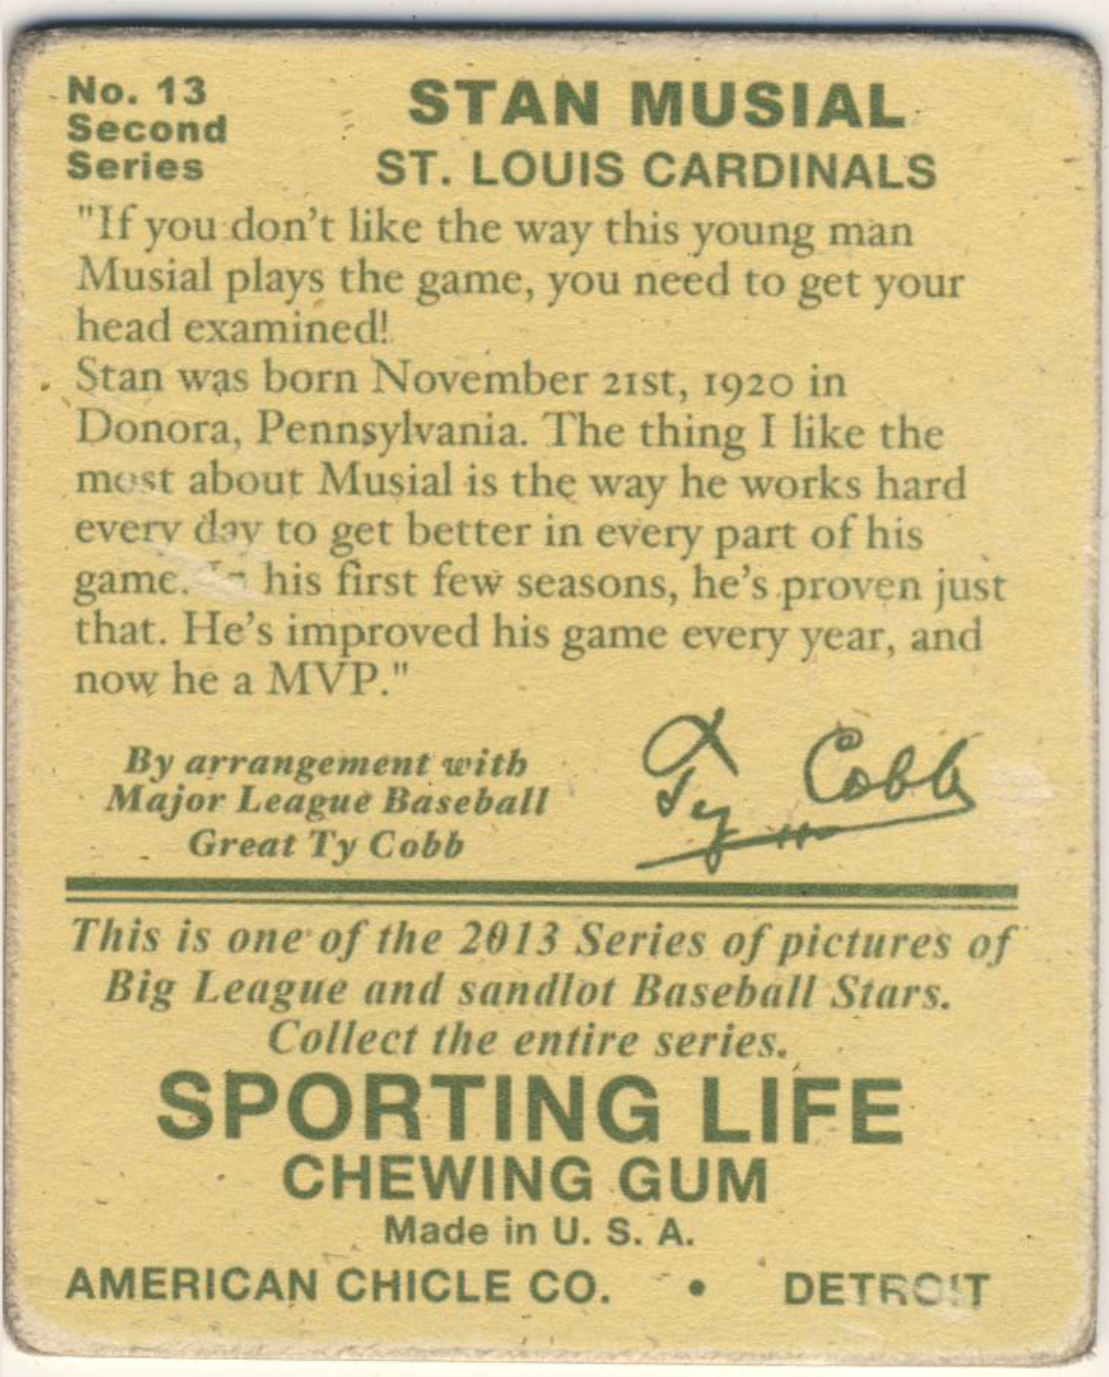 No. 13
Second
Series
STAN MUSIAL
ST. LOUIS CARDINALS
"If you don't like the way this young man
Musial plays the game, you need to get your
head examined!
Stan was born November 21st, 1920 in
Donora, Pennsylvania. The thing I like the
most about Musial is the way he works hard
every day to get better in every part of his
game. In his first few seasons, he's proven just
that. He's improved his game every year, and
now he a MVP."
By arrangement with
Major League Baseball
Great Ty Cobb
Ty Cobb
This is one of the 2013 Series of pictures of
Big League and sandlot Baseball Stars.
Collect the entire series.
SPORTING LIFE
CHEWING GUM
Made in U. S. A.
AMERICAN CHICLE CO. • DETROIT